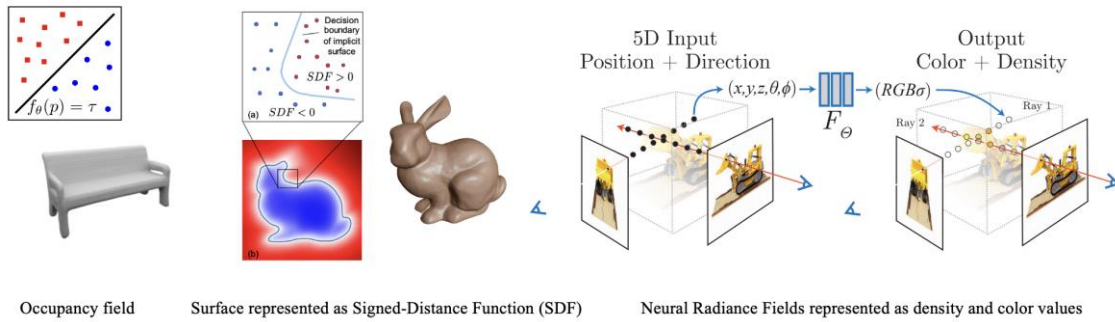 f_θ(p) = τ
Occupancy field
Decision
boundary
of implicit
surface
SDF > 0
SDF < 0
(a)
(b)
Surface represented as Signed-Distance Function (SDF)
5D Input
Position + Direction
(x,y,z,θ,ϕ)
F_Θ
Output
Color + Density
(RGBσ)
Ray 1
Ray 2
Neural Radiance Fields represented as density and color values